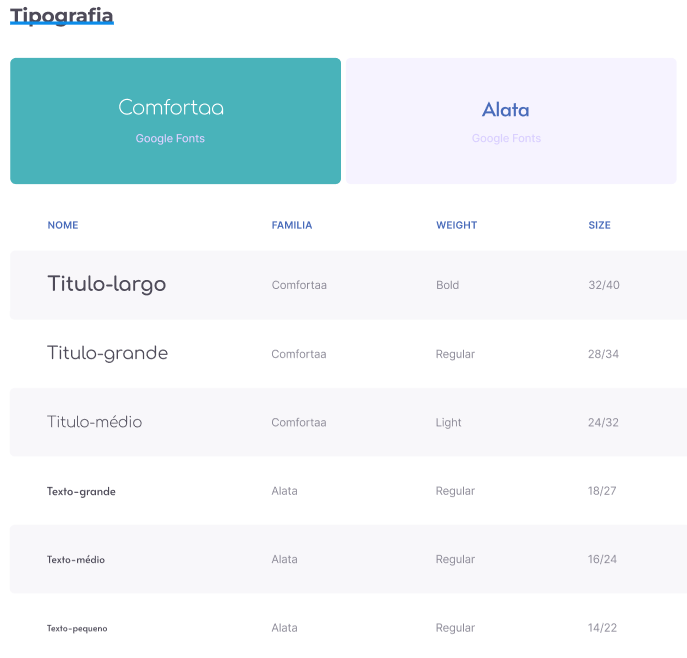 Tipografia
Comfortaa
Google Fonts
Alata
Google Fonts
NOME FAMILIA WEIGHT SIZE
Titulo-largo Comfortaa Bold 32/40
Titulo-grande Comfortaa Regular 28/34
Titulo-médio Comfortaa Light 24/32
Texto-grande Alata Regular 18/27
Texto-médio Alata Regular 16/24
Texto-pequeno Alata Regular 14/22